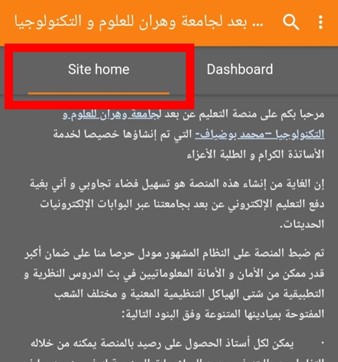 ... بعد لجامعة وهران للعلوم و التكنولوجيا
Site home
Dashboard
مرحبا بكم على منصة التعليم عن بعد لجامعة وهران للعلوم و
التكنولوجيا –محمد بوضياف- التي تم إنشاؤها خصيصا لخدمة
الأساتذة الكرام و الطلبة الأعزاء
إن الغاية من إنشاء هذه المنصة هو تسهيل فضاء تجاوبي و آني بغية
دفع التعليم الإلكتروني عن بعد بجامعتنا عبر البوابات الإلكترونيات
الحديثات.
تم ضبط المنصة على النظام المشهور مودل حرصا منا على ضمان أكبر
قدر ممكن من الأمان و الأمانة المعلوماتيين في بث الدروس النظرية و
التطبيقية من شتى الهياكل التنظيمية المعنية و مختلف الشعب
المفتوحة بميادينها المتنوعة وفق البنود التالية:
· يمكن لكل أستاذ الحصول على رصيد بالمنصة يمكنه من خلاله